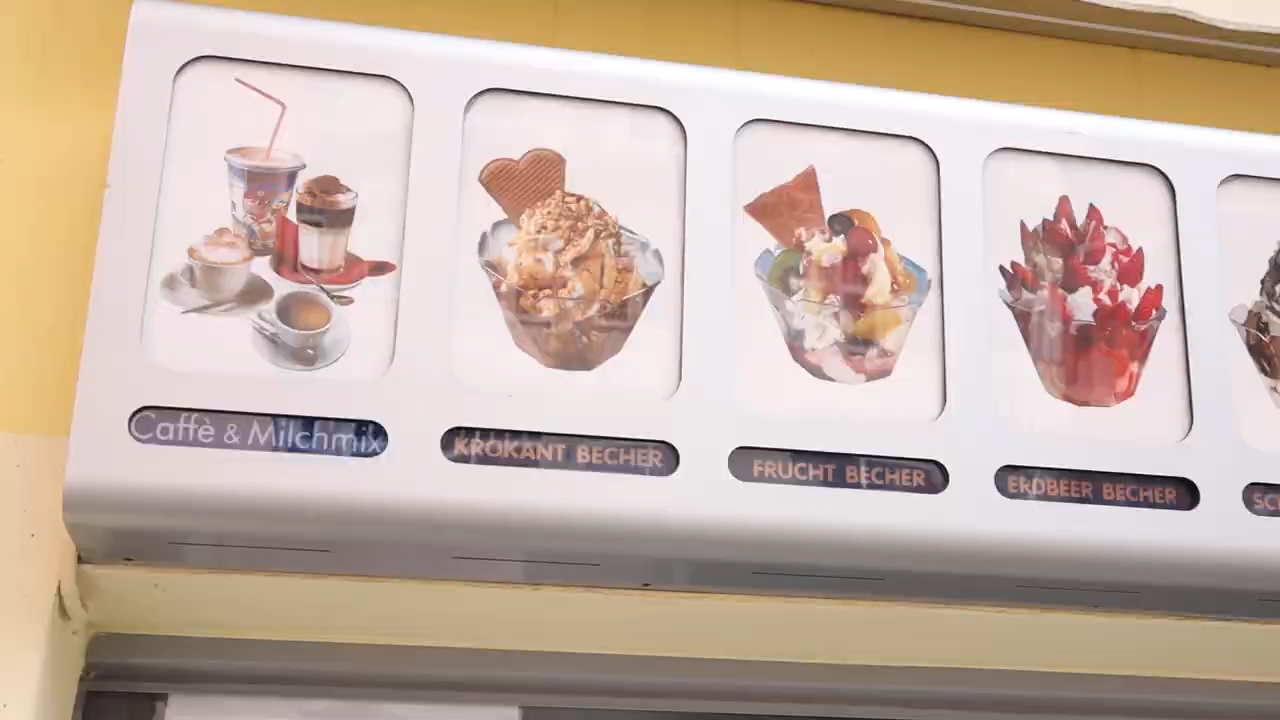 Caffè & Milchmix
KROKANT BECHER
FRUCHT BECHER
ERDBEER BECHER